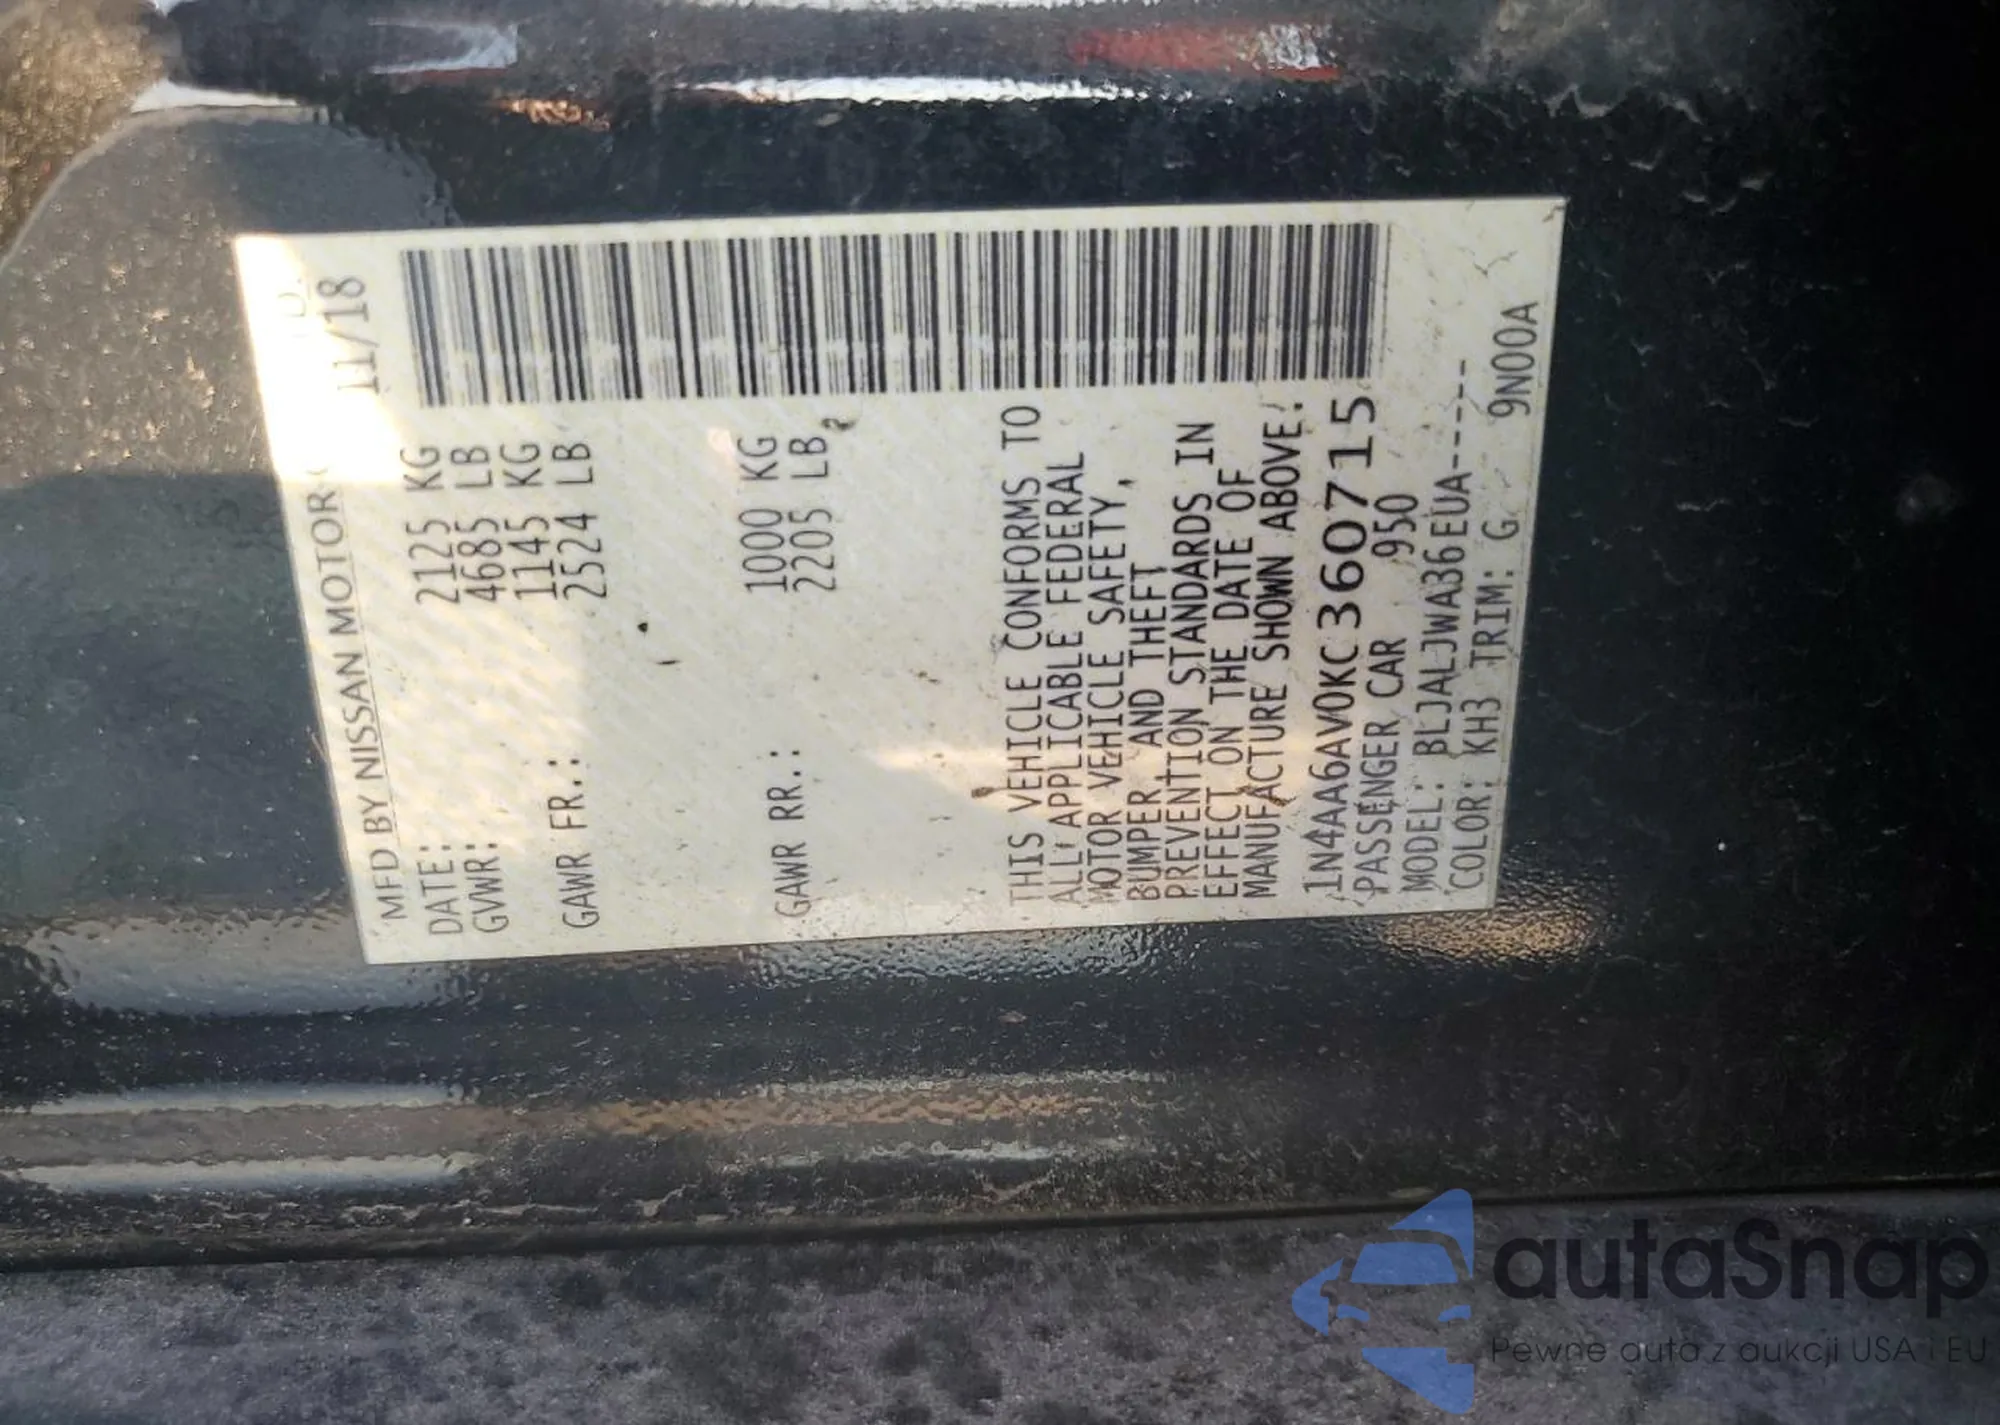 MFD BY NISSAN MOTOR
DATE: 11/18
GVWR: 2125 KG
4685 LB
GAWR FR.: 1145 KG
2524 LB
GAWR RR.: 1000 KG
2205 LB
THIS VEHICLE CONFORMS TO
ALL APPLICABLE FEDERAL
MOTOR VEHICLE SAFETY,
BUMPER, AND THEFT
PREVENTION STANDARDS IN
EFFECT ON THE DATE OF
MANUFACTURE SHOWN ABOVE.
1N4AA6AV0KC360715
PASSENGER CAR 950
MODEL: BLJALJWA36EUA-----
COLOR: KH3 TRIM: G 9N00A
autaSnap
Pewne auta z aukcji USA i EU